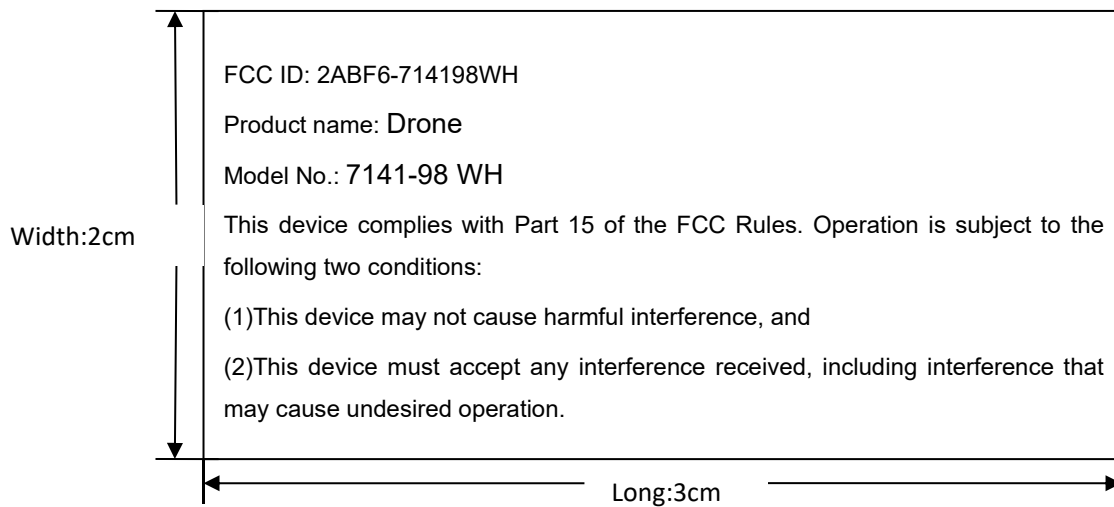 FCC ID: 2ABF6-714198WH
Product name: Drone
Model No.: 7141-98 WH
Width:2cm
This device complies with Part 15 of the FCC Rules. Operation is subject to the
following two conditions:
(1)This device may not cause harmful interference, and
(2)This device must accept any interference received, including interference that
may cause undesired operation.
Long:3cm